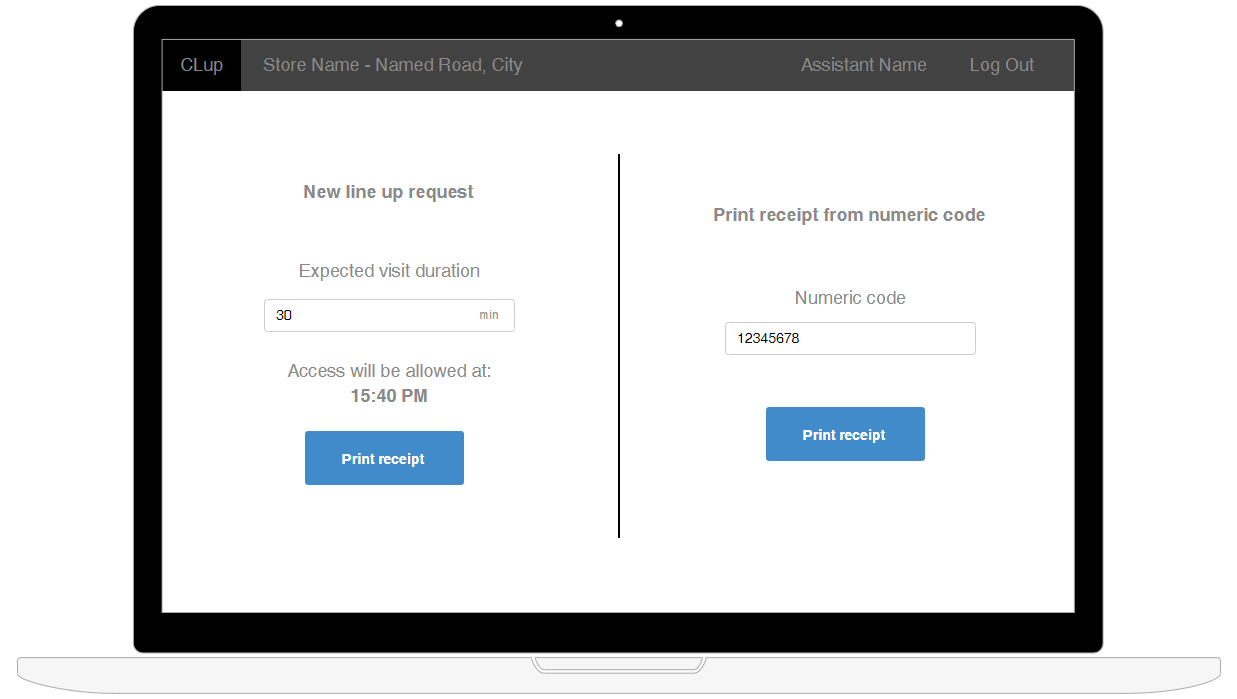 CLup Store Name - Named Road, City Assistant Name Log Out
New line up request
Expected visit duration
30 min
Access will be allowed at:
15:40 PM
Print receipt
Print receipt from numeric code
Numeric code
12345678
Print receipt